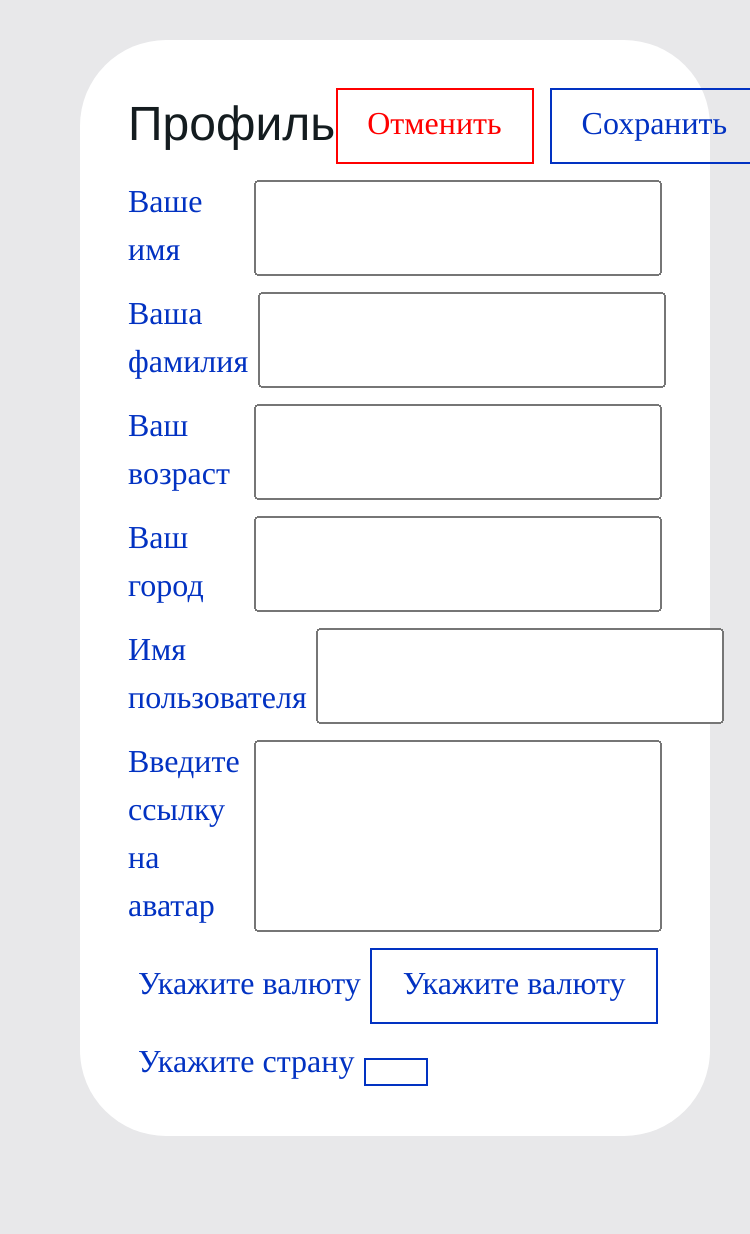 Профиль Отменить Сохранить
Ваше
имя
Ваша
фамилия
Ваш
возраст
Ваш
город
Имя
пользователя
Введите
ссылку
на
аватар
Укажите валюту Укажите валюту
Укажите страну